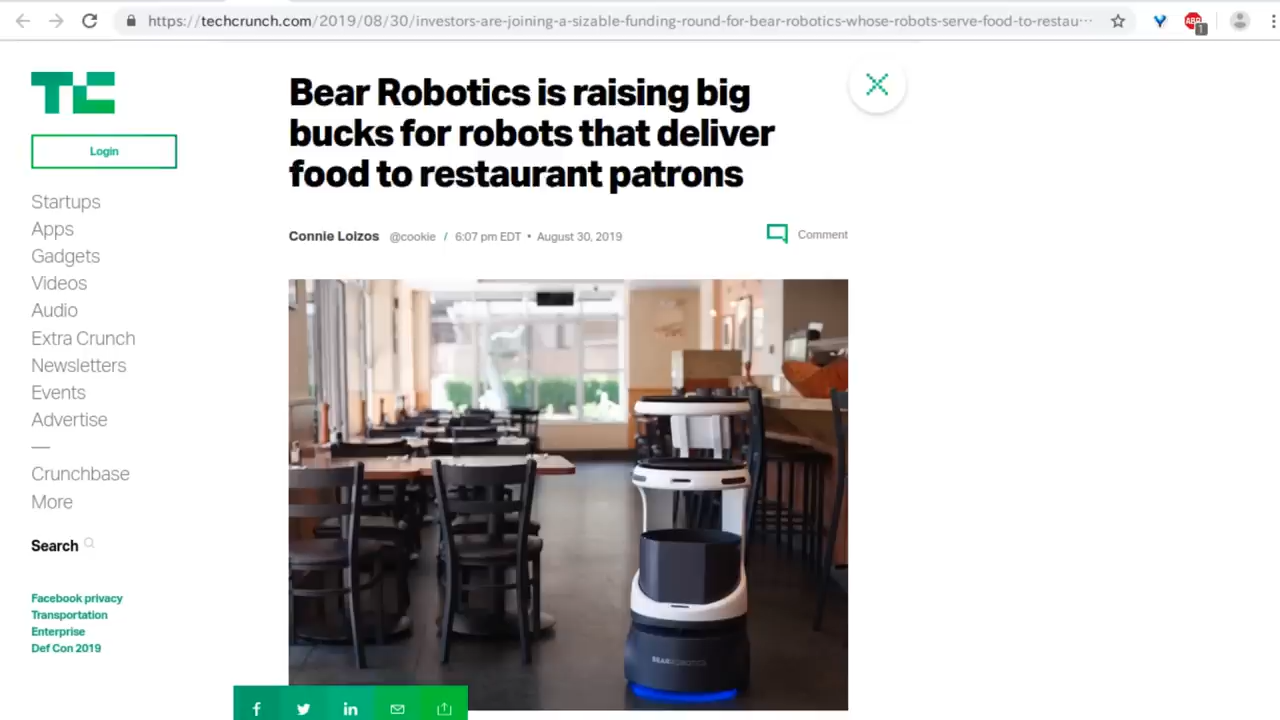 https://techcrunch.com/2019/08/30/investors-are-joining-a-sizable-funding-round-for-bear-robotics-whose-robots-serve-food-to-restau…
ABP
1
TC
Login
Startups
Apps
Gadgets
Videos
Audio
Extra Crunch
Newsletters
Events
Advertise
—
Crunchbase
More
Search
Facebook privacy
Transportation
Enterprise
Def Con 2019
Bear Robotics is raising big
bucks for robots that deliver
food to restaurant patrons
Connie Loizos @cookie / 6:07 pm EDT • August 30, 2019
Comment
BEARROBOTICS